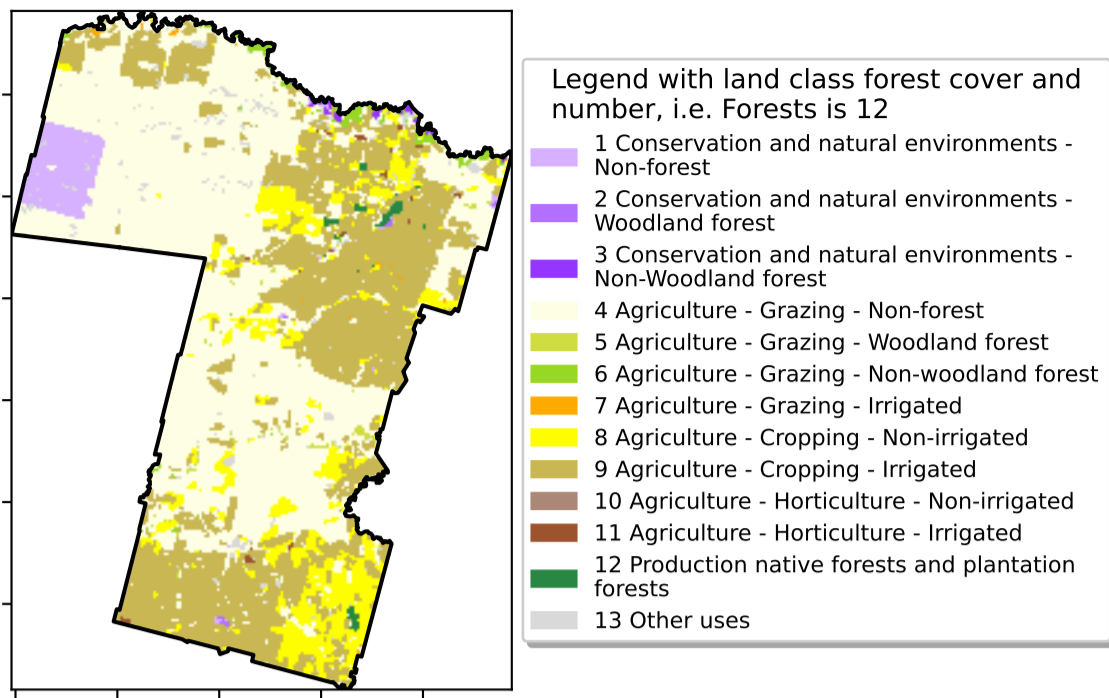 Legend with land class forest cover and
number, i.e. Forests is 12
1 Conservation and natural environments -
Non-forest
2 Conservation and natural environments -
Woodland forest
3 Conservation and natural environments -
Non-Woodland forest
4 Agriculture - Grazing - Non-forest
5 Agriculture - Grazing - Woodland forest
6 Agriculture - Grazing - Non-woodland forest
7 Agriculture - Grazing - Irrigated
8 Agriculture - Cropping - Non-irrigated
9 Agriculture - Cropping - Irrigated
10 Agriculture - Horticulture - Non-irrigated
11 Agriculture - Horticulture - Irrigated
12 Production native forests and plantation
forests
13 Other uses